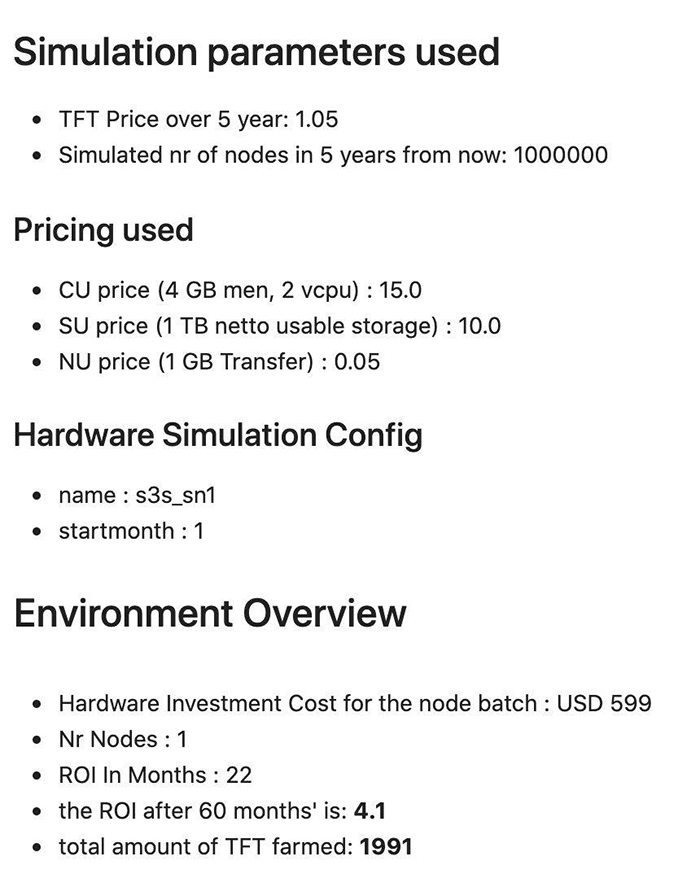 Simulation parameters used
• TFT Price over 5 year: 1.05
• Simulated nr of nodes in 5 years from now: 1000000
Pricing used
• CU price (4 GB men, 2 vcpu) : 15.0
• SU price (1 TB netto usable storage) : 10.0
• NU price (1 GB Transfer) : 0.05
Hardware Simulation Config
• name : s3s_sn1
• startmonth : 1
Environment Overview
• Hardware Investment Cost for the node batch : USD 599
• Nr Nodes : 1
• ROI In Months : 22
• the ROI after 60 months' is: 4.1
• total amount of TFT farmed: 1991